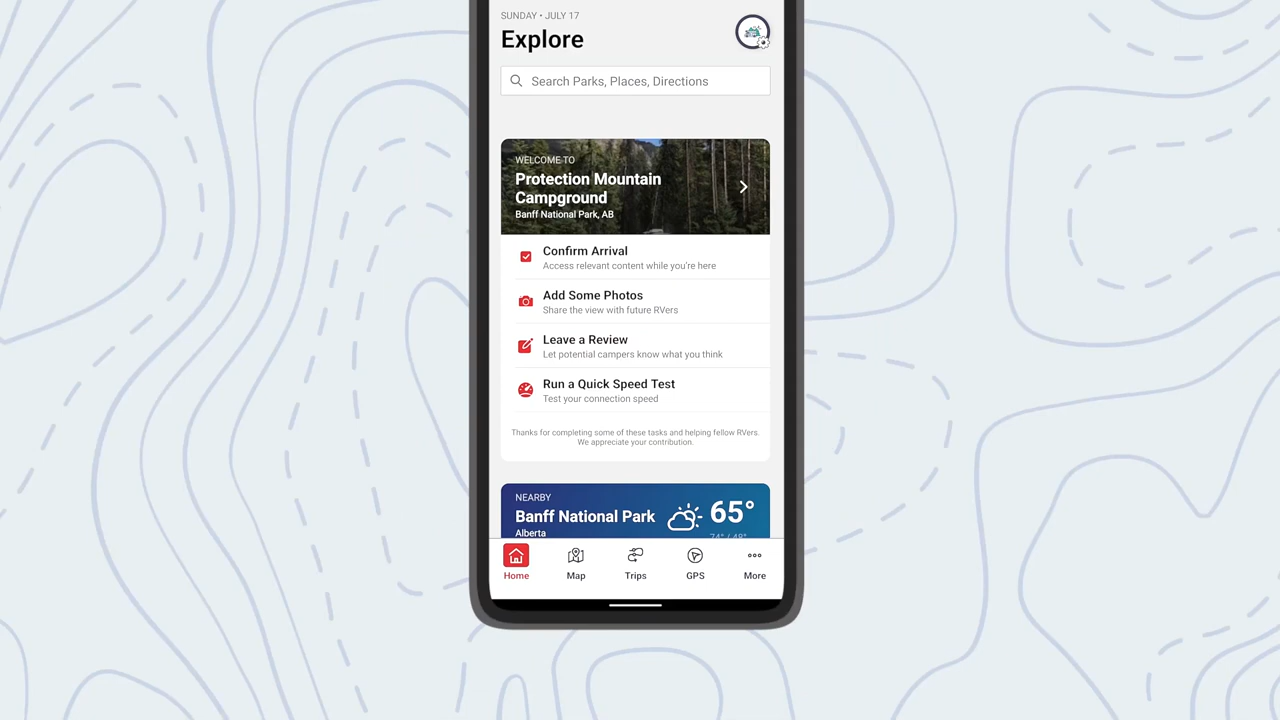 SUNDAY • JULY 17
Explore
Search Parks, Places, Directions
WELCOME TO
Protection Mountain
Campground
Banff National Park, AB
Confirm Arrival
Access relevant content while you're here
Add Some Photos
Share the view with future RVers
Leave a Review
Let potential campers know what you think
Run a Quick Speed Test
Test your connection speed
Thanks for completing some of these tasks and helping fellow RVers.
We appreciate your contribution.
NEARBY
Banff National Park
65°
Alberta
74° / 48°
Home
Map
Trips
GPS
More